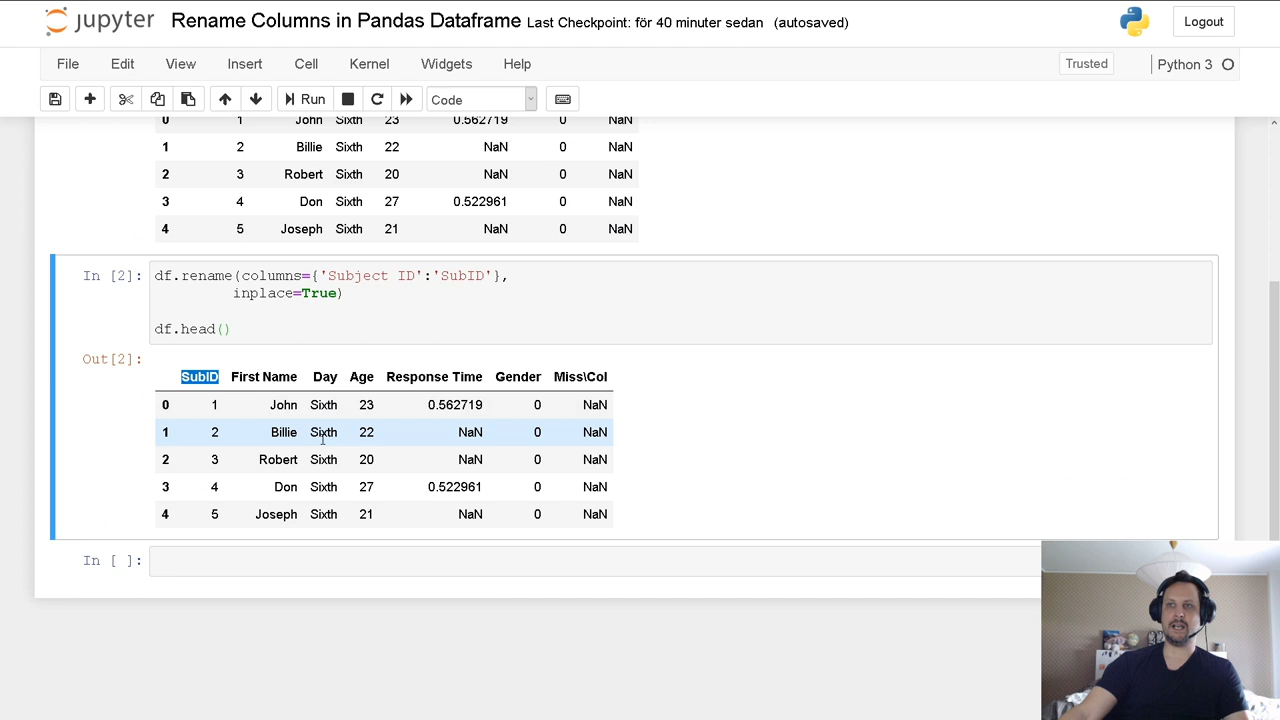 jupyter Rename Columns in Pandas Dataframe Last Checkpoint: för 40 minuter sedan (autosaved) Logout
File Edit View Insert Cell Kernel Widgets Help Trusted Python 3
Run Code
0 1 John Sixth 23 0.562719 0 NaN
1 2 Billie Sixth 22 NaN 0 NaN
2 3 Robert Sixth 20 NaN 0 NaN
3 4 Don Sixth 27 0.522961 0 NaN
4 5 Joseph Sixth 21 NaN 0 NaN
In [2]: df.rename(columns={'Subject ID':'SubID'},
inplace=True)
df.head()
Out[2]:
SubID First Name Day Age Response Time Gender Miss\Col
0 1 John Sixth 23 0.562719 0 NaN
1 2 Billie Sixth 22 NaN 0 NaN
2 3 Robert Sixth 20 NaN 0 NaN
3 4 Don Sixth 27 0.522961 0 NaN
4 5 Joseph Sixth 21 NaN 0 NaN
In [ ]: